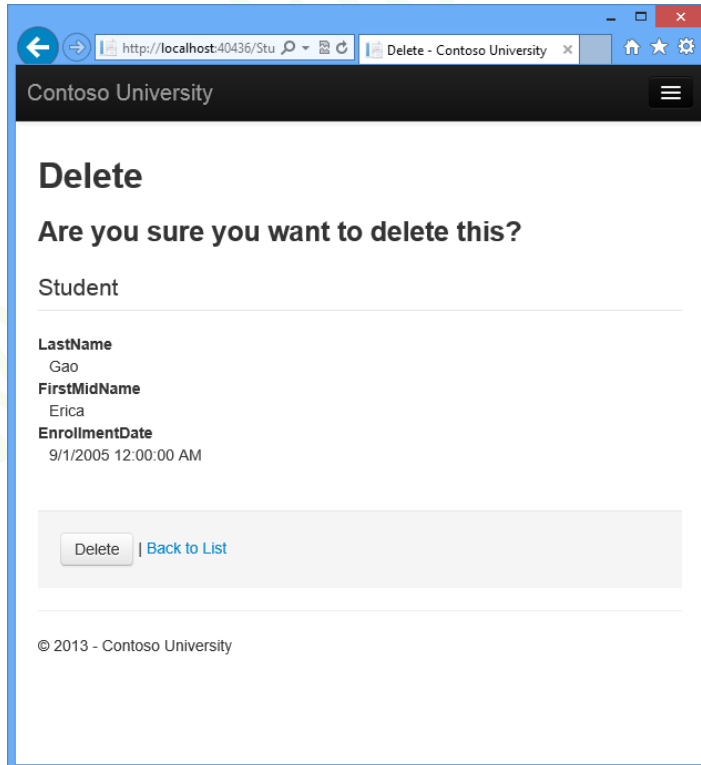 http://localhost:40436/Stu
Delete - Contoso University
Contoso University
Delete
Are you sure you want to delete this?
Student
LastName
Gao
FirstMidName
Erica
EnrollmentDate
9/1/2005 12:00:00 AM
Delete | Back to List
© 2013 - Contoso University